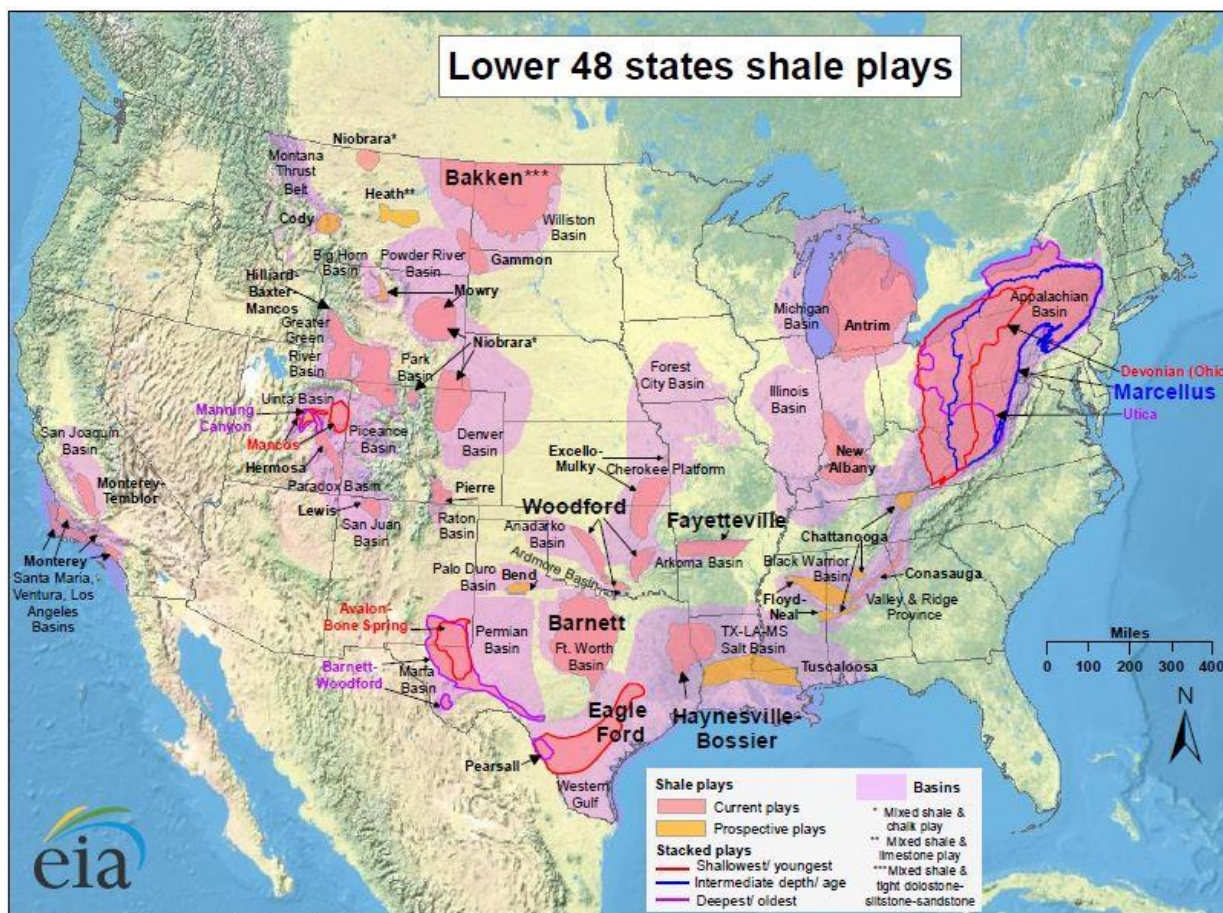 Lower 48 states shale plays
Niobrara*
Montana
Thrust
Belt
Bakken***
Heath**
Cody
Williston
Basin
Big Horn
Basin
Powder River
Basin
Gammon
Hilliard-
Baxter-
Mancos
Mowry
Greater
Green
River
Basin
Niobrara*
Park
Basin
Michigan
Basin
Antrim
Appalachian
Basin
Forest
City Basin
Illinois
Basin
Devonian (Ohio
Marcellus
Utica
Uinta Basin
Manning
Canyon
Mancos
Piceance
Basin
Denver
Basin
San Joaquin
Basin
Hermosa
Excello-
Mulky
Cherokee Platform
New
Albany
Monterey-
Temblor
Paradox Basin
Lewis
San Juan
Basin
Pierre
Raton
Basin
Woodford
Anadarko
Basin
Fayetteville
Arkoma Basin
Chattanooga
Ardmore Basin
Black Warrior
Basin
Conasauga
Monterey
Santa Maria,
Ventura, Los
Angeles
Basins
Palo Duro
Basin
Bend
Floyd-
Neal
Valley & Ridge
Province
Avalon-
Bone Spring
Permian
Basin
Barnett
Ft. Worth
Basin
TX-LA-MS
Salt Basin
Tuscaloosa
Barnett-
Woodford
Marfa
Basin
Eagle
Ford
Haynesville-
Bossier
Pearsall
Western
Gulf
Miles
0 100 200 300 400
N
eia
Shale plays
Current plays
Prospective plays
Stacked plays
Shallowest/ youngest
Intermediate depth/ age
Deepest/ oldest
Basins
* Mixed shale &
chalk play
** Mixed shale &
limestone play
***Mixed shale &
tight dolostone-
siltstone-sandstone